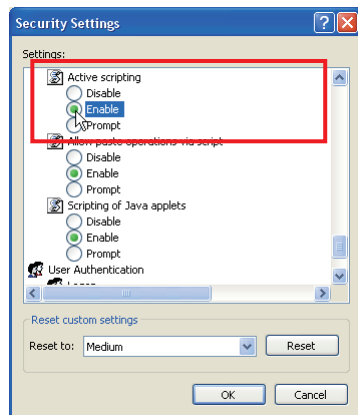 Security Settings
Settings:
Active scripting
Disable
Enable
Prompt
Allow paste operations via script
Disable
Enable
Prompt
Scripting of Java applets
Disable
Enable
Prompt
User Authentication
Logon
Reset custom settings
Reset to: Medium Reset
OK Cancel